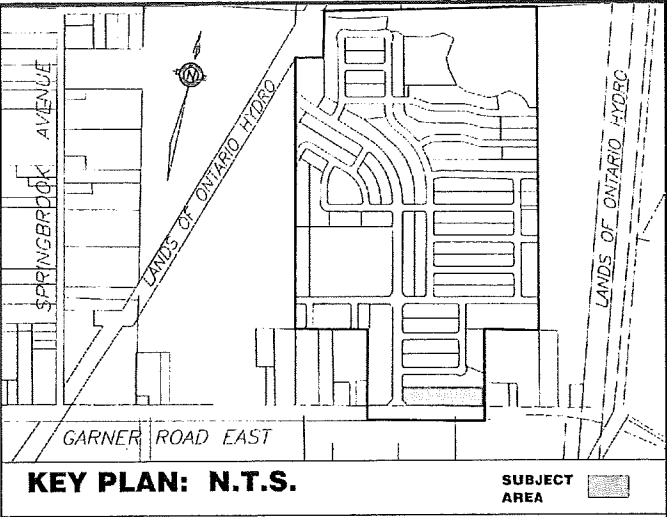 SPRINGBROOK AVENUE
N
LANDS OF ONTARIO HYDRO
LANDS OF ONTARIO HYDRO
GARNER ROAD EAST
KEY PLAN: N.T.S.
SUBJECT
AREA